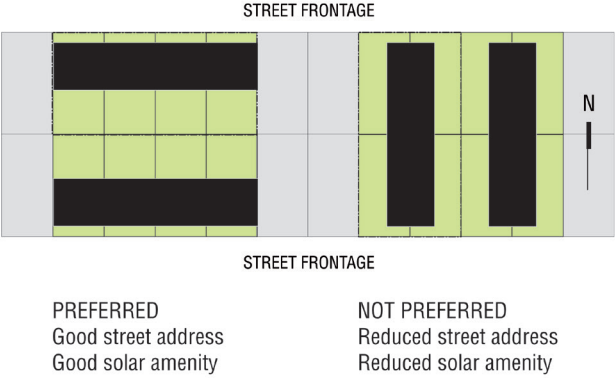 STREET FRONTAGE
N
STREET FRONTAGE
PREFERRED
Good street address
Good solar amenity
NOT PREFERRED
Reduced street address
Reduced solar amenity